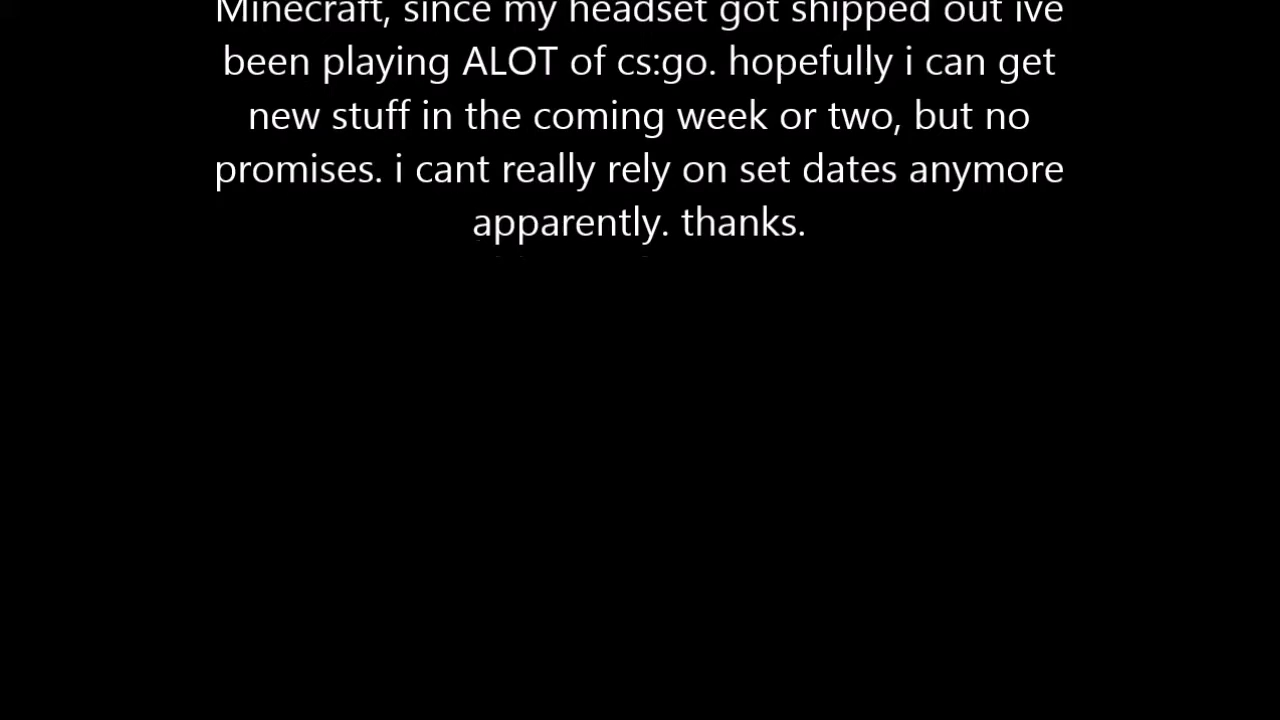 Minecraft, since my headset got shipped out ive
been playing ALOT of cs:go. hopefully i can get
new stuff in the coming week or two, but no
promises. i cant really rely on set dates anymore
apparently. thanks.